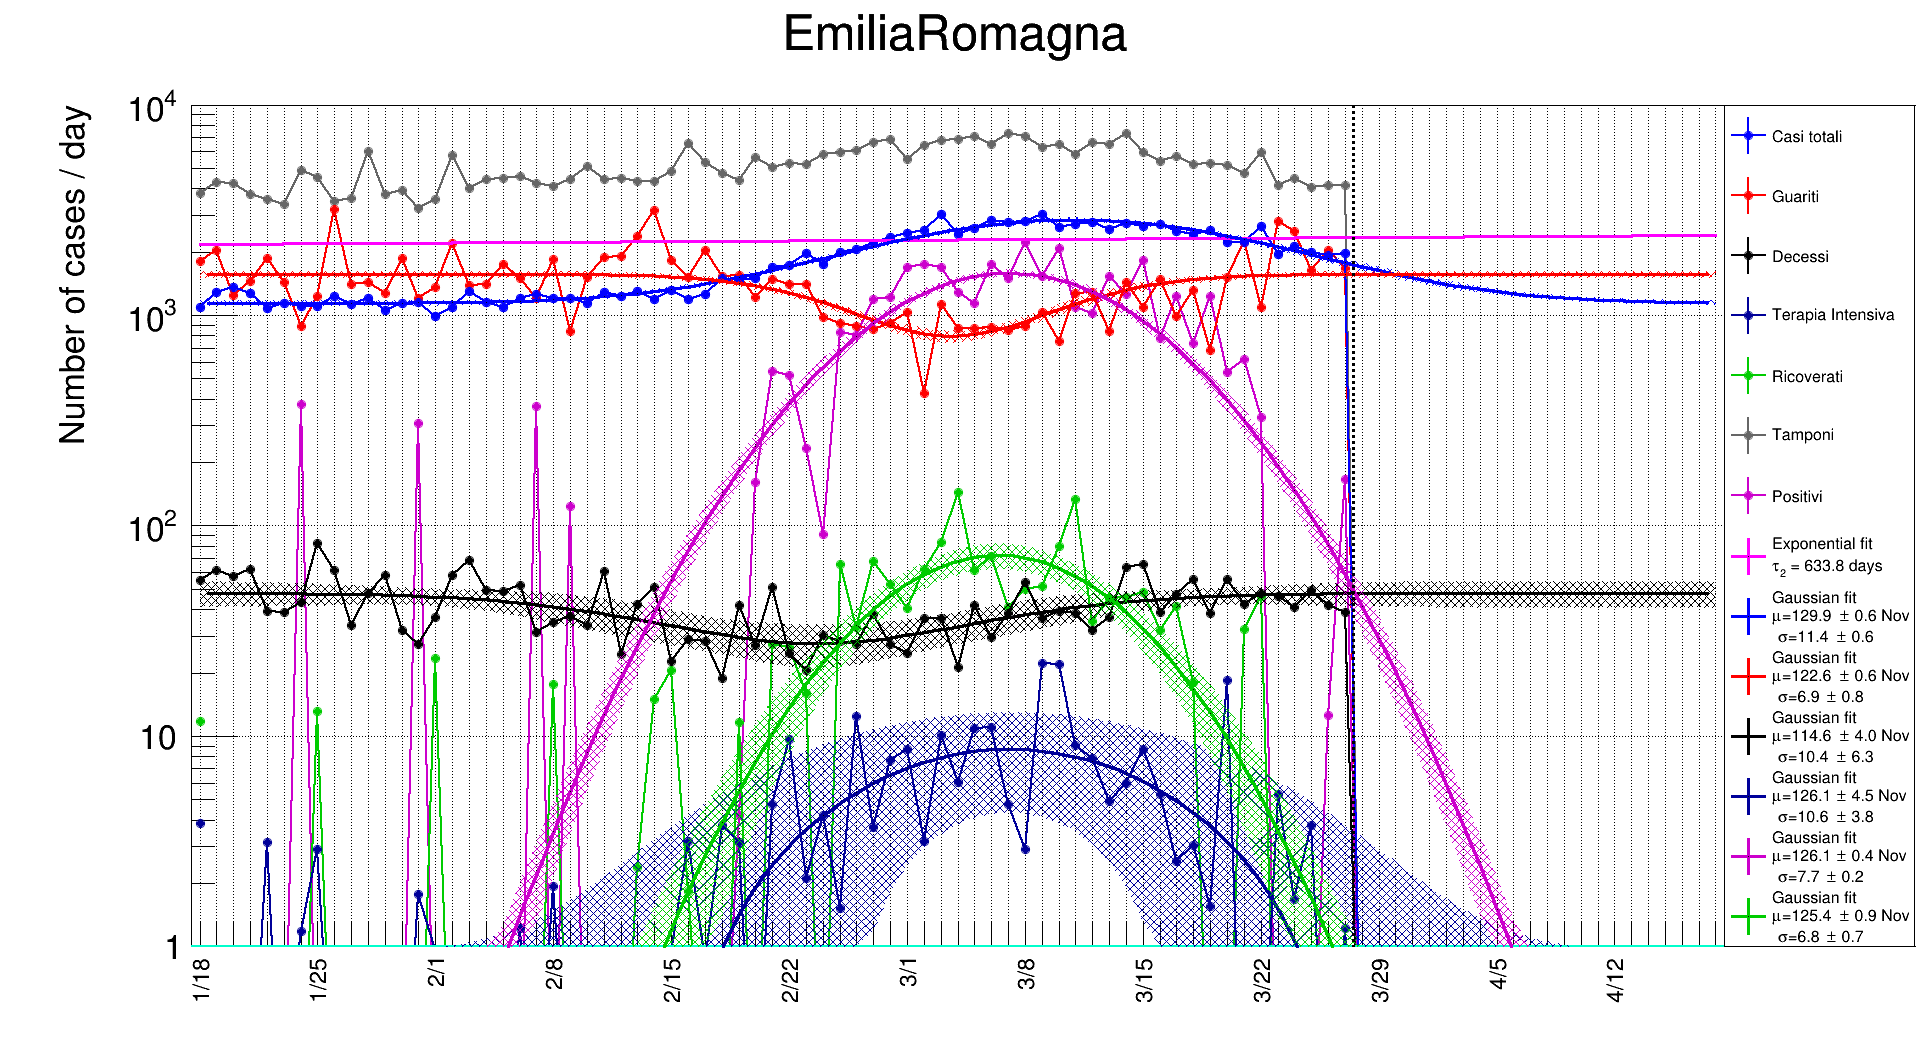 EmiliaRomagna
Number of cases / day
10⁴
10³
10²
10
1
1/18
1/25
2/1
2/8
2/15
2/22
3/1
3/8
3/15
3/22
3/29
4/5
4/12
Casi totali
Guariti
Decessi
Terapia Intensiva
Ricoverati
Tamponi
Positivi
Exponential fit
τ₂ = 633.8 days
Gaussian fit
μ=129.9 ± 0.6 Nov
σ=11.4 ± 0.6
Gaussian fit
μ=122.6 ± 0.6 Nov
σ=6.9 ± 0.8
Gaussian fit
μ=114.6 ± 4.0 Nov
σ=10.4 ± 6.3
Gaussian fit
μ=126.1 ± 4.5 Nov
σ=10.6 ± 3.8
Gaussian fit
μ=126.1 ± 0.4 Nov
σ=7.7 ± 0.2
Gaussian fit
μ=125.4 ± 0.9 Nov
σ=6.8 ± 0.7